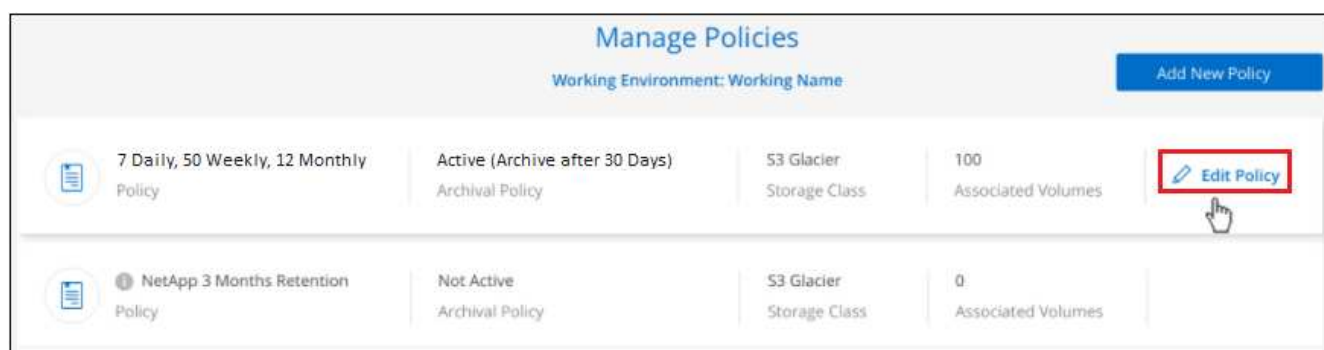 Manage Policies
Working Environment: Working Name
Add New Policy
7 Daily, 50 Weekly, 12 Monthly
Policy
Active (Archive after 30 Days)
Archival Policy
S3 Glacier
Storage Class
100
Associated Volumes
Edit Policy
NetApp 3 Months Retention
Policy
Not Active
Archival Policy
S3 Glacier
Storage Class
0
Associated Volumes